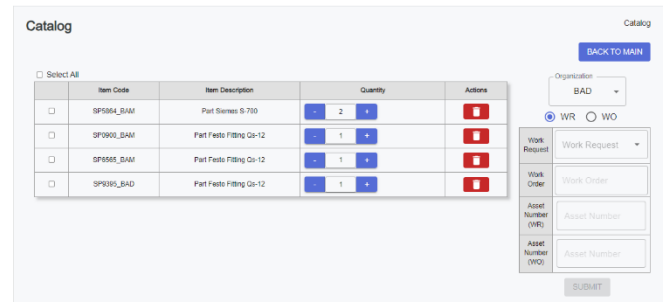 Catalog
Catalog
BACK TO MAIN
Select All
Item Code Item Description Quantity Actions
SP5864_BAM Part Siemes S-700 - 2 +
SP0900_BAM Part Festo Fitting Qs-12 - 1 +
SP6565_BAM Part Festo Fitting Qs-12 - 1 +
SP9395_BAD Part Festo Fitting Qs-12 - 1 +
Organization
BAD
WR WO
Work Request Work Request
Work Order Work Order
Asset Number (WR) Asset Number
Asset Number (WO) Asset Number
SUBMIT